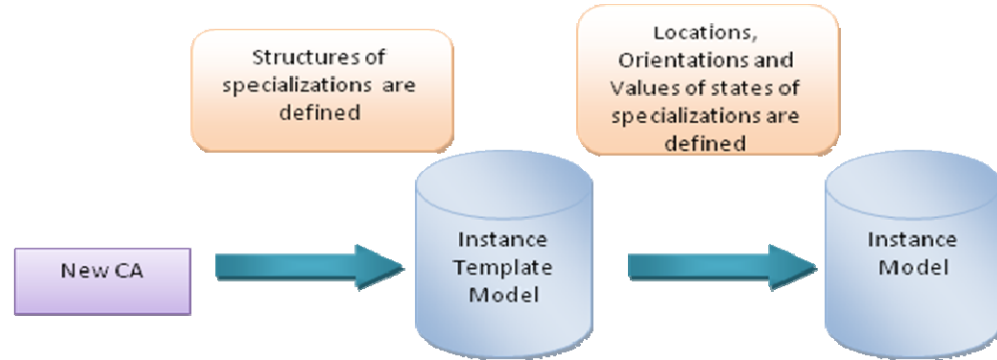 Structures of
specializations are
defined
Locations,
Orientations and
Values of states of
specializations are
defined
New CA
Instance
Template
Model
Instance
Model